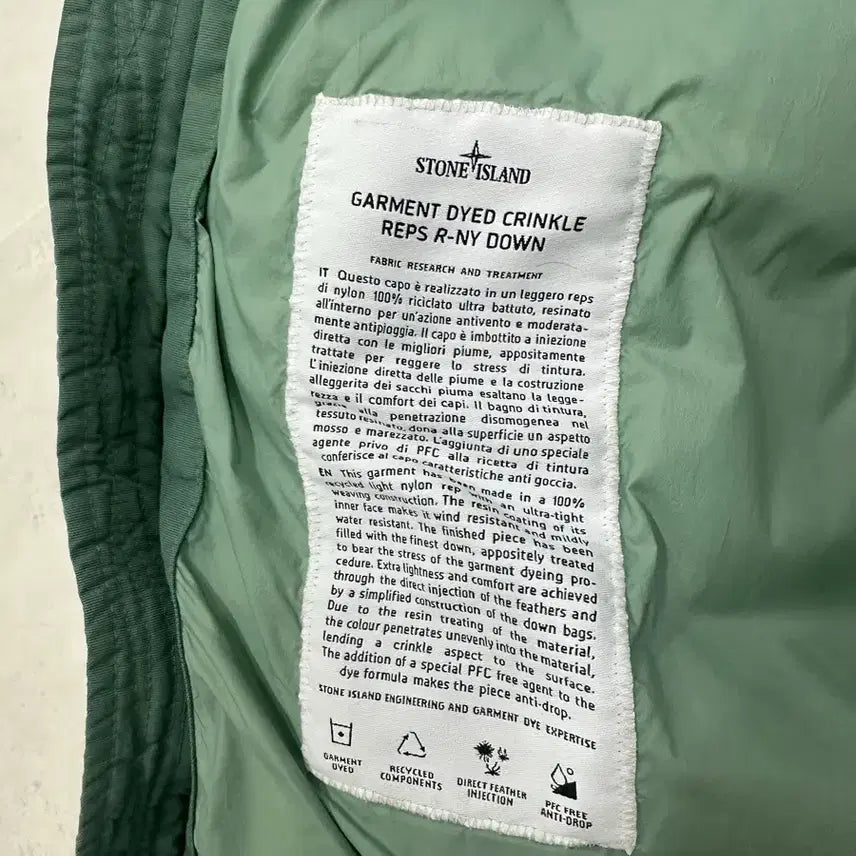 STONE ISLAND
GARMENT DYED CRINKLE
REPS R-NY DOWN
FABRIC RESEARCH AND TREATMENT
IT Questo capo è realizzato in un leggero reps
di nylon 100% riciclato ultra battuto, resinato
all'interno per un'azione antivento e moderata-
mente antipioggia. Il capo è imbottito a iniezione
diretta con le migliori piume, appositamente
trattate per reggere lo stress di tintura.
L'iniezione diretta delle piume e la costruzione
alleggerita dei sacchi piuma esaltano la legge-
rezza e il comfort dei capi. Il bagno di tintura,
grazie alla penetrazione disomogenea nel
tessuto resinato, dona alla superficie un aspetto
mosso e marezzato. L'aggiunta di uno speciale
agente privo di PFC alla ricetta di tintura
conferisce al capo caratteristiche anti goccia.
EN This garment has been made in a 100%
recycled light nylon rep with an ultra-tight
weaving construction. The resin coating of its
inner face makes it wind resistant and mildly
water resistant. The finished piece has been
filled with the finest down, appositely treated
to bear the stress of the garment dyeing pro-
cedure. Extra lightness and comfort are achieved
through the direct injection of the feathers and
by a simplified construction of the down bags.
Due to the resin treating of the material,
the colour penetrates unevenly into the material,
lending a crinkle aspect to the surface.
The addition of a special PFC free agent to the
dye formula makes the piece anti-drop.
STONE ISLAND ENGINEERING AND GARMENT DYE EXPERTISE
GARMENT
DYED
RECYCLED
COMPONENTS
DIRECT FEATHER
INJECTION
PFC FREE
ANTI-DROP